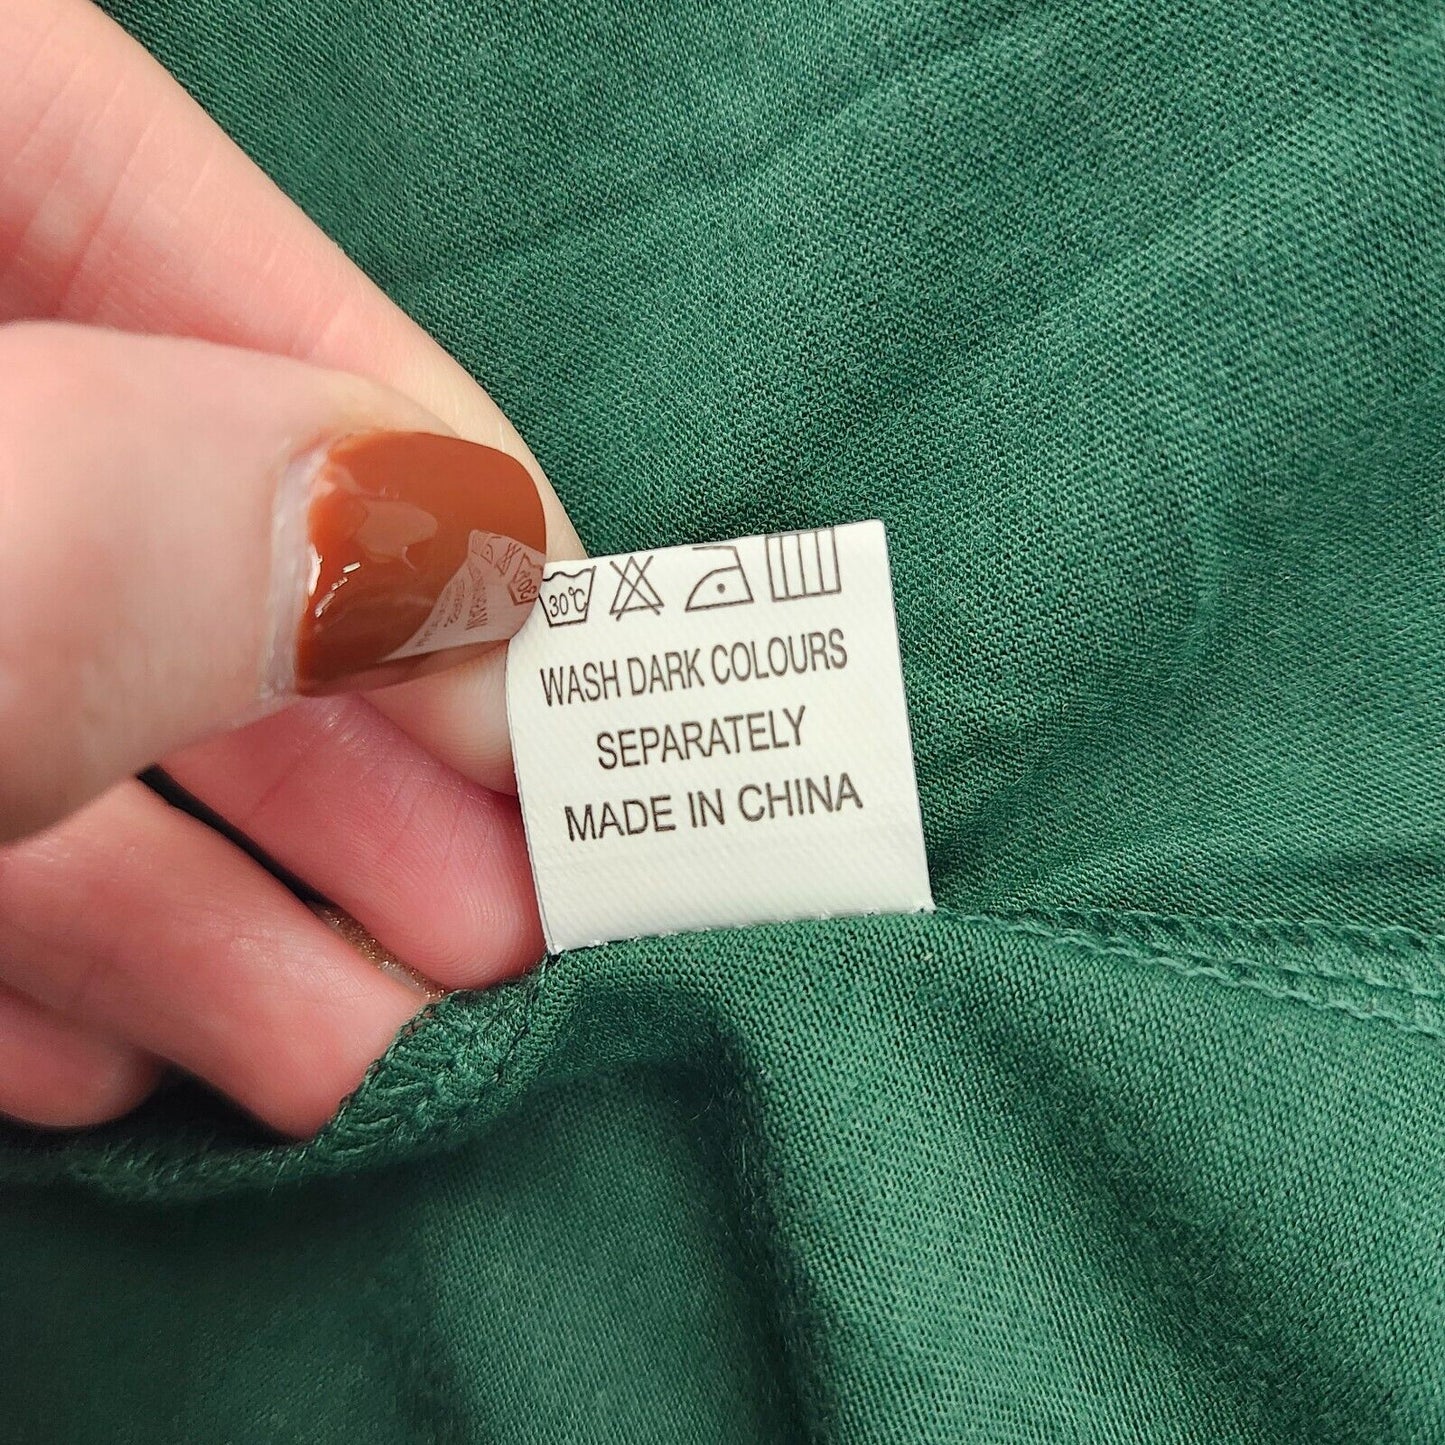 30°C
WASH DARK COLOURS
SEPARATELY
MADE IN CHINA